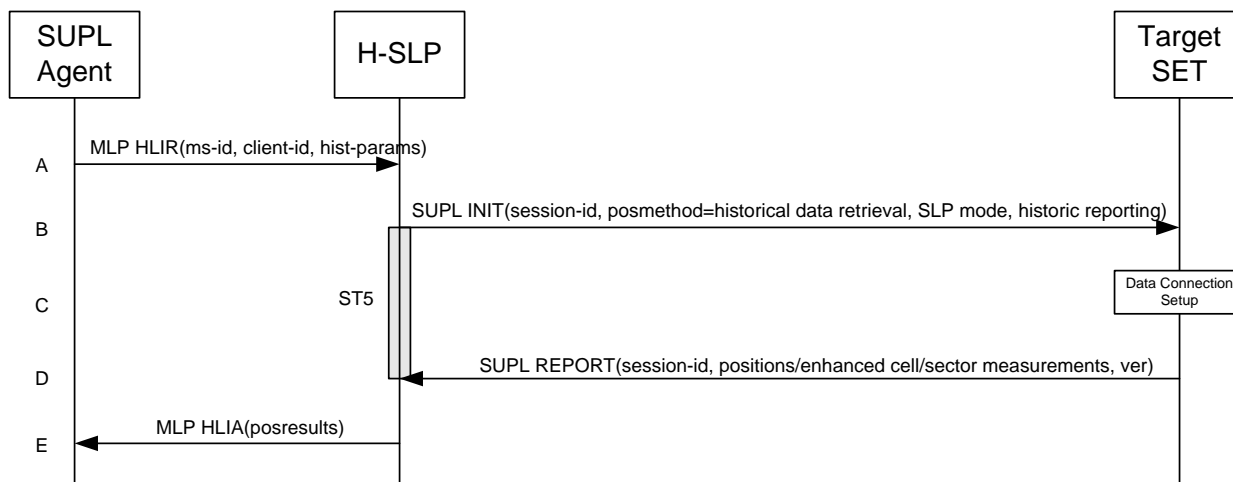 SUPL
Agent
H-SLP
Target
SET
A
MLP HLIR(ms-id, client-id, hist-params)
B
SUPL INIT(session-id, posmethod=historical data retrieval, SLP mode, historic reporting)
C
ST5
Data Connection
Setup
D
SUPL REPORT(session-id, positions/enhanced cell/sector measurements, ver)
E
MLP HLIA(posresults)